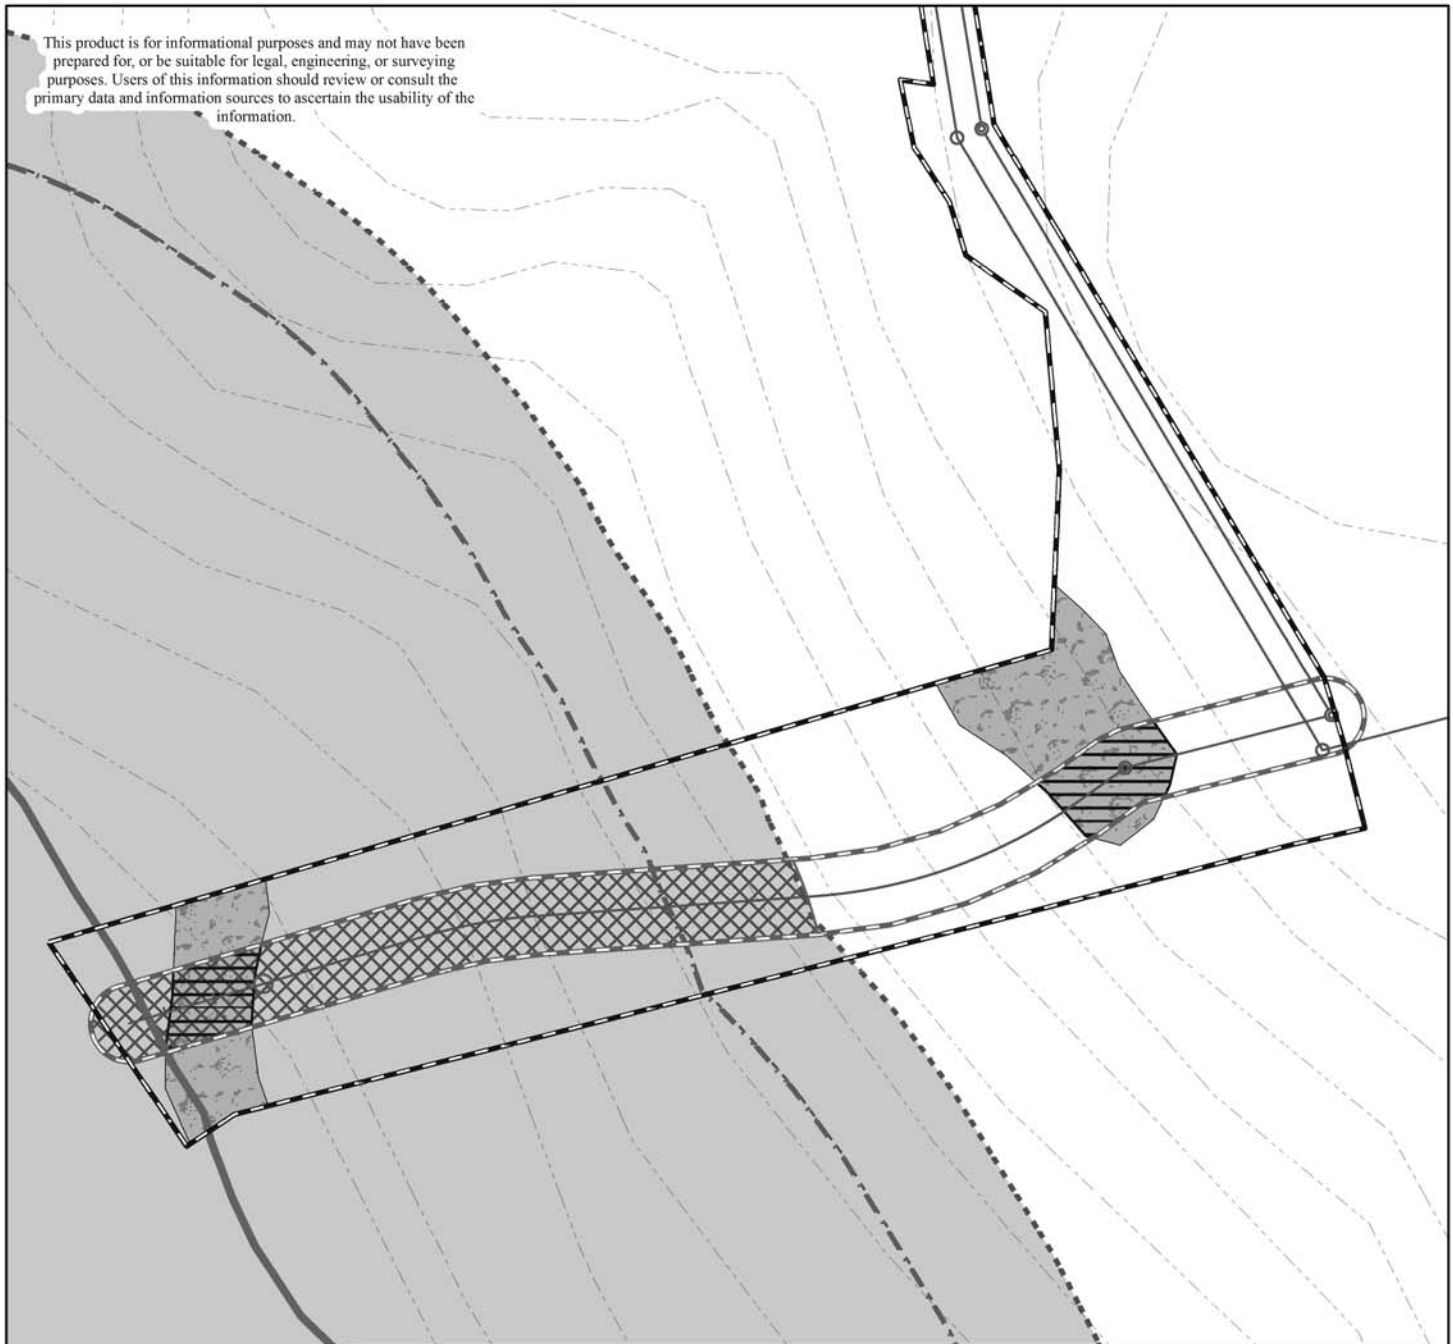 This product is for informational purposes and may not have been
prepared for, or be suitable for legal, engineering, or surveying
purposes. Users of this information should review or consult the
primary data and information sources to ascertain the usability of the
information.